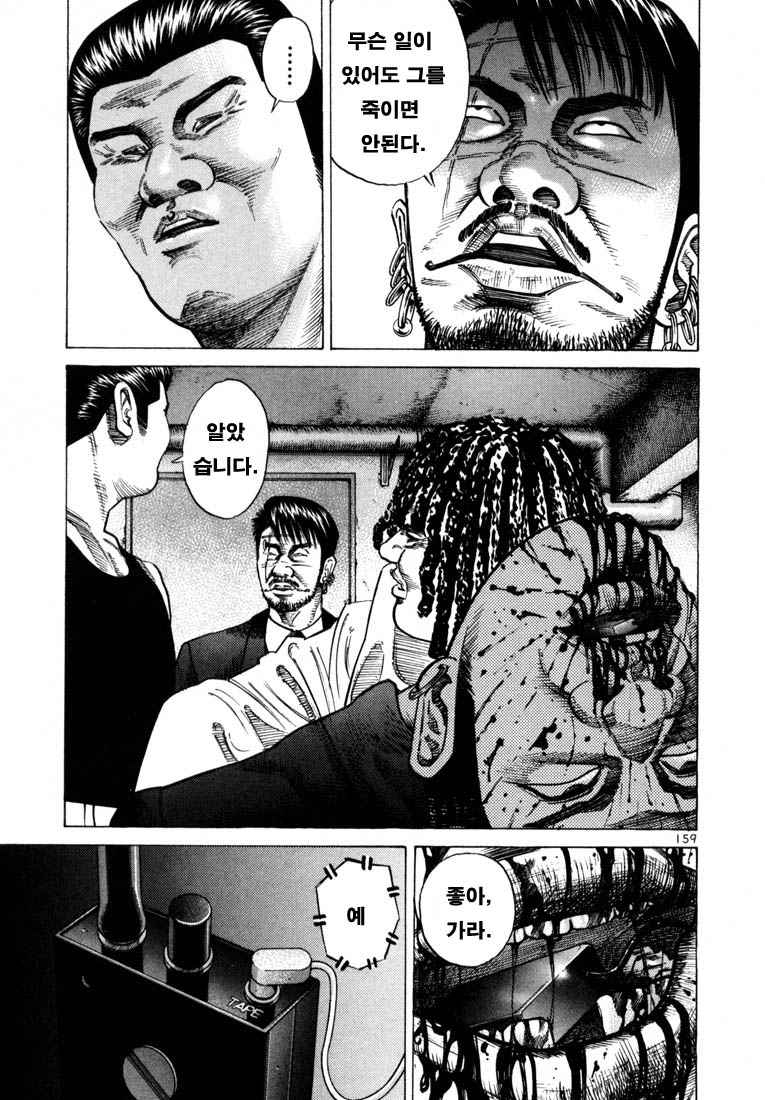 무슨 일이
있어도 그를
죽이면
안된다.
……
알았
습니다.
159
좋아,
가라.
예
TAPE